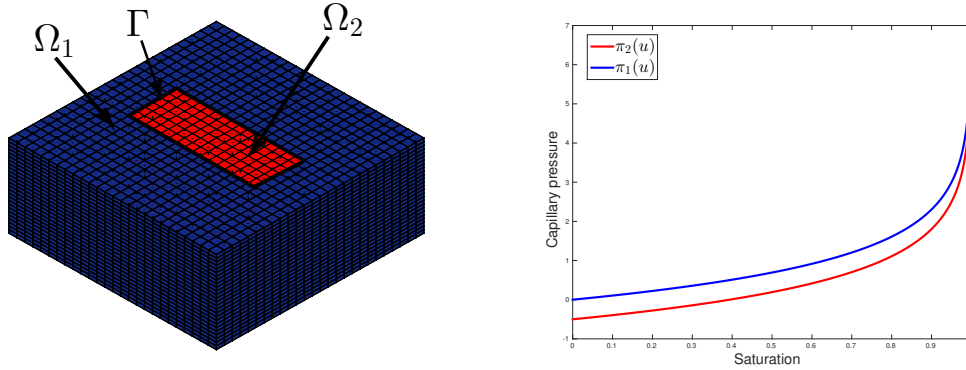 Ω₁
Γ
Ω₂
π₂(u)
π₁(u)
Capillary pressure
7
6
5
4
3
2
1
0
-1
0 0.1 0.2 0.3 0.4 0.5 0.6 0.7 0.8 0.9
Saturation